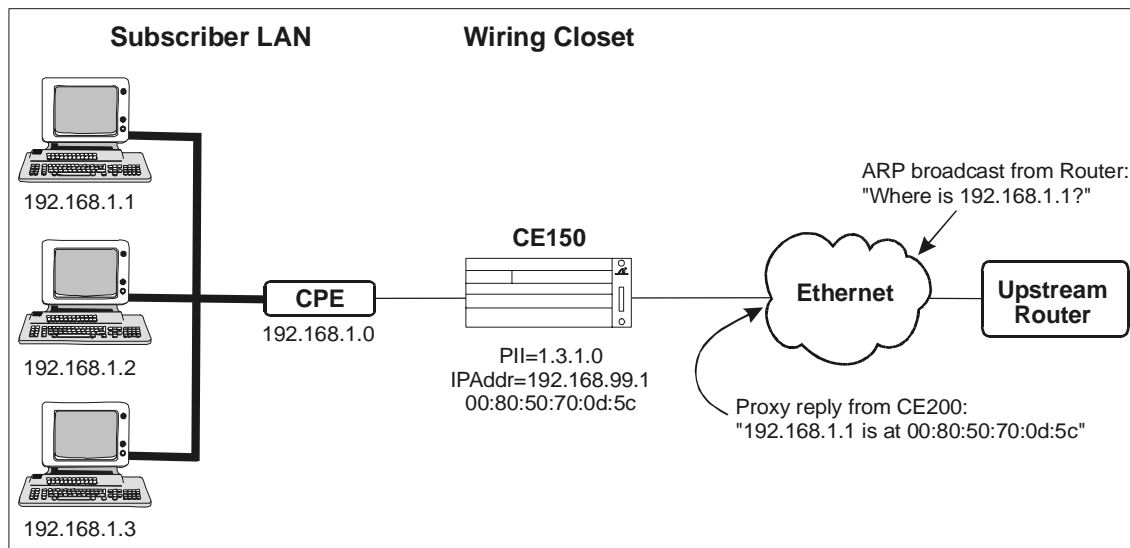 Subscriber LAN
Wiring Closet
192.168.1.1
192.168.1.2
192.168.1.3
CPE
192.168.1.0
CE150
PII=1.3.1.0
IPAddr=192.168.99.1
00:80:50:70:0d:5c
Ethernet
ARP broadcast from Router:
"Where is 192.168.1.1?"
Upstream
Router
Proxy reply from CE200:
"192.168.1.1 is at 00:80:50:70:0d:5c"